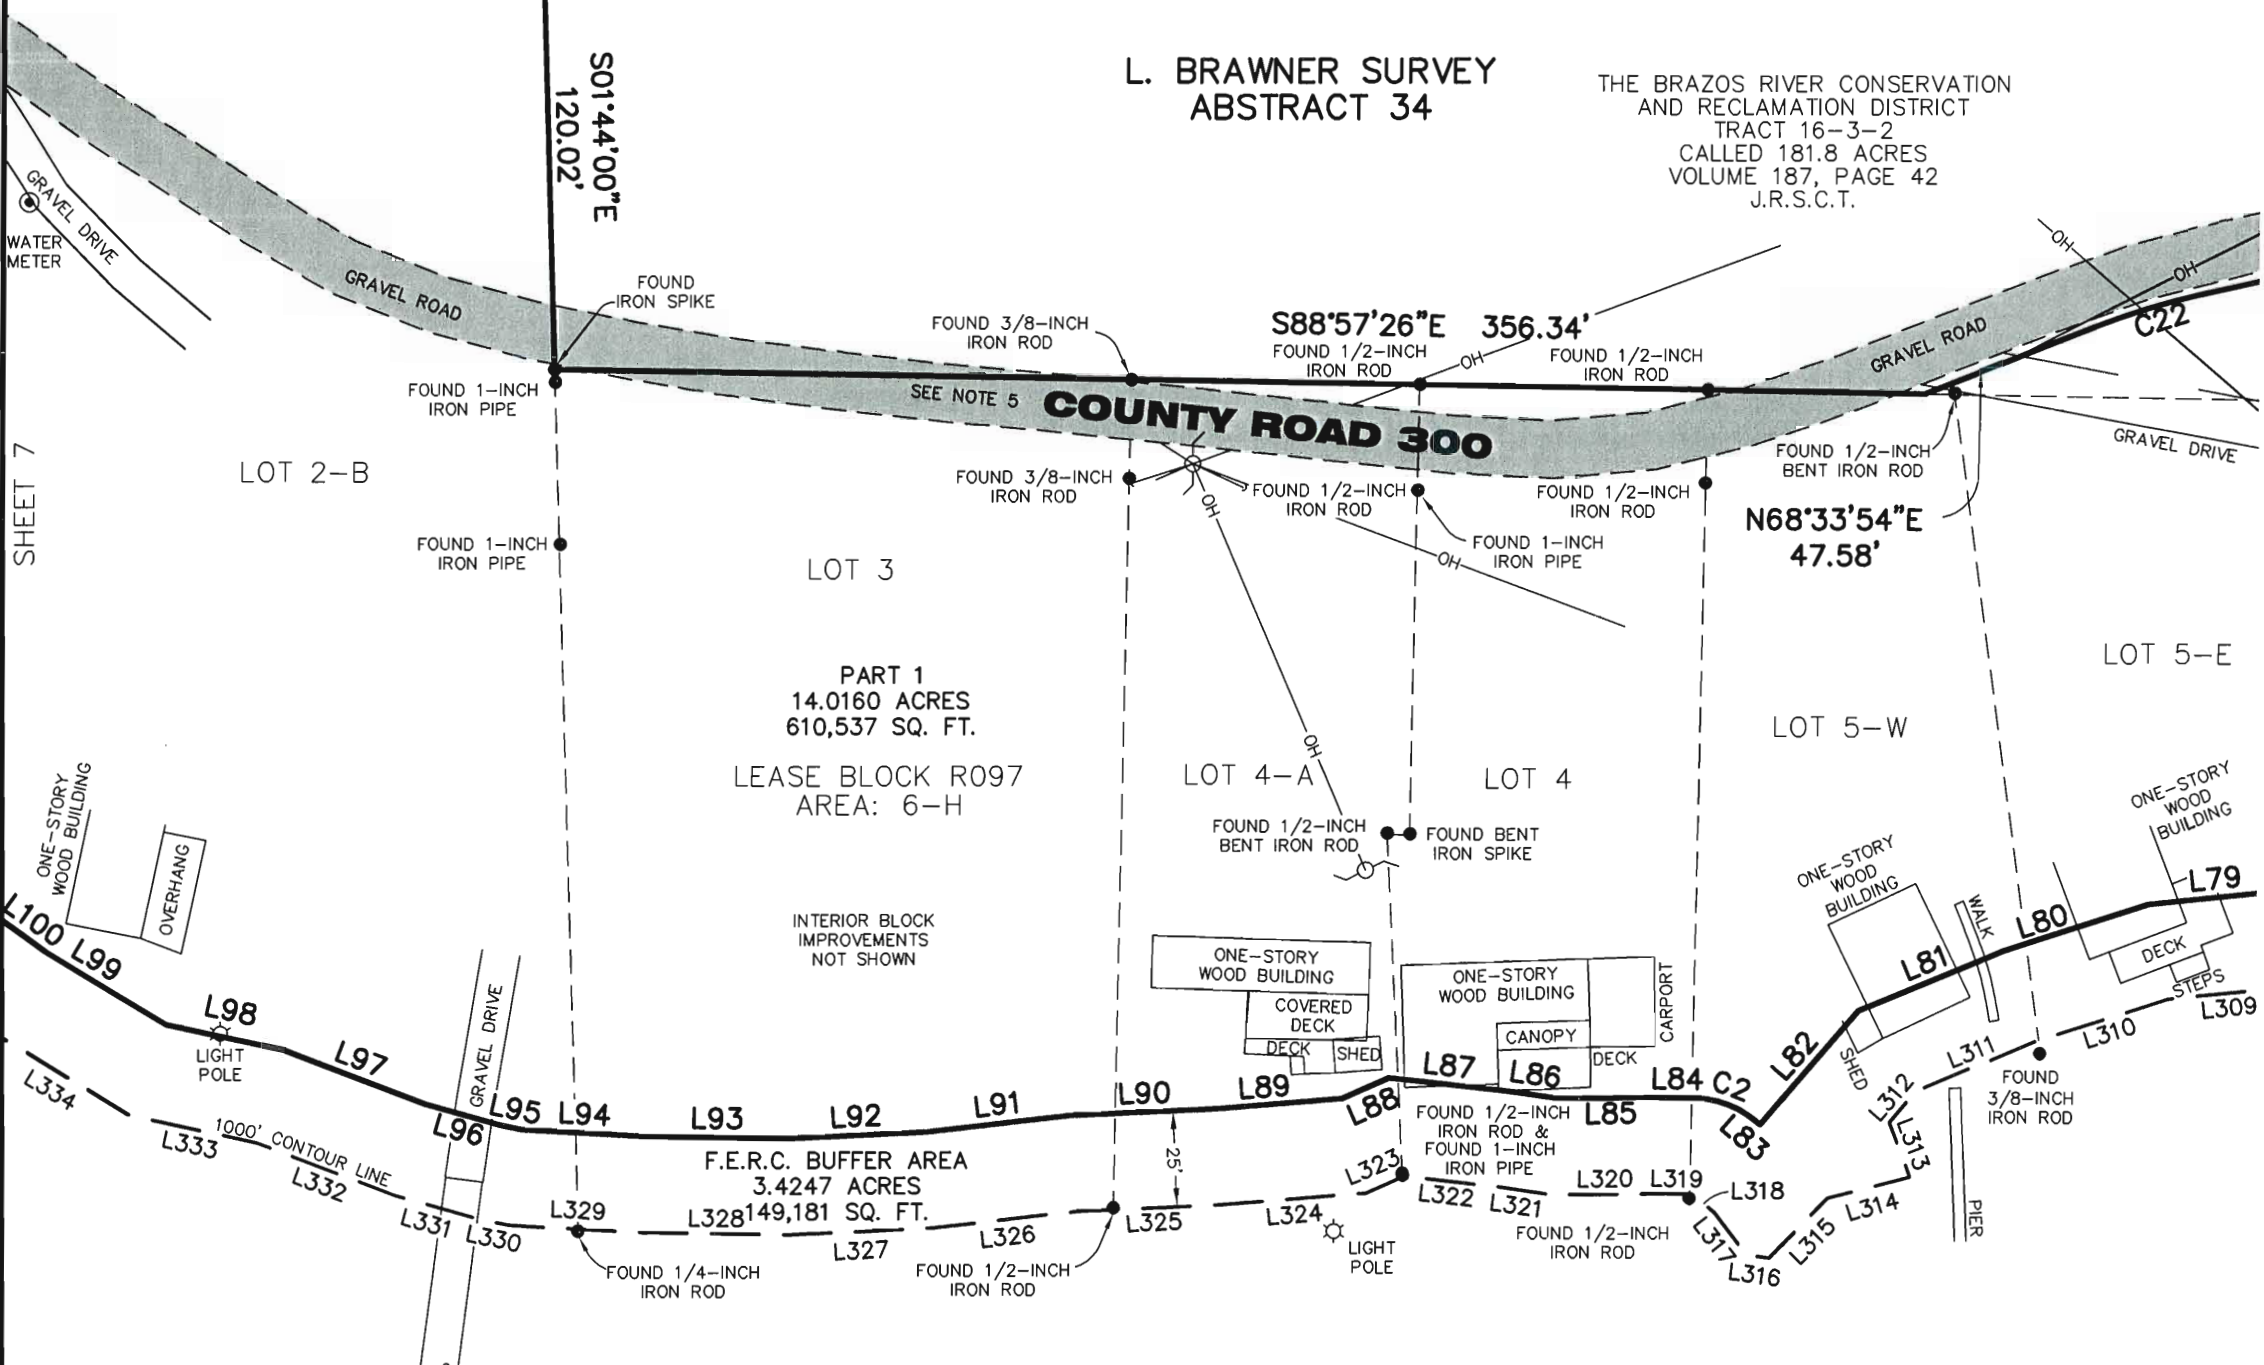 L. BRAWNER SURVEY
ABSTRACT 34
THE BRAZOS RIVER CONSERVATION
AND RECLAMATION DISTRICT
TRACT 16-3-2
CALLED 181.8 ACRES
VOLUME 187, PAGE 42
J.R.S.C.T.
S01°44'00"E
120.02'
GRAVEL DRIVE
WATER
METER
GRAVEL ROAD
FOUND
IRON SPIKE
FOUND 3/8-INCH
IRON ROD
S88°57'26"E 356.34'
FOUND 1/2-INCH
IRON ROD
OH
FOUND 1/2-INCH
IRON ROD
GRAVEL ROAD
OH
OH
C22
FOUND 1-INCH
IRON PIPE
SEE NOTE 5
COUNTY ROAD 300
GRAVEL DRIVE
SHEET 7
LOT 2-B
FOUND 3/8-INCH
IRON ROD
OH
FOUND 1/2-INCH
IRON ROD
FOUND 1/2-INCH
IRON ROD
FOUND 1/2-INCH
BENT IRON ROD
N68°33'54"E
47.58'
FOUND 1-INCH
IRON PIPE
FOUND 1-INCH
IRON PIPE
OH
LOT 3
LOT 5-E
PART 1
14.0160 ACRES
610,537 SQ. FT.
LOT 5-W
LEASE BLOCK R097
AREA: 6-H
LOT 4-A
OH
LOT 4
FOUND 1/2-INCH
BENT IRON ROD
FOUND BENT
IRON SPIKE
ONE-STORY
WOOD BUILDING
OVERHANG
ONE-STORY
WOOD
BUILDING
ONE-STORY
WOOD
BUILDING
INTERIOR BLOCK
IMPROVEMENTS
NOT SHOWN
ONE-STORY
WOOD BUILDING
COVERED
DECK
DECK
SHED
ONE-STORY
WOOD BUILDING
CANOPY
DECK
CARPORT
WALK
DECK
STEPS
SHED
L100
L99
L98
LIGHT
POLE
L97
GRAVEL DRIVE
L96
L95
L94
L93
L92
L91
L90
L89
L88
L87
L86
L85
L84
C2
L83
L82
L81
L80
L79
FOUND 1/2-INCH
IRON ROD &
FOUND 1-INCH
IRON PIPE
F.E.R.C. BUFFER AREA
3.4247 ACRES
149,181 SQ. FT.
25'
1000' CONTOUR LINE
L334
L333
L332
L331
L330
L329
L328
L327
L326
L325
L324
L323
L322
L321
L320
L319
L318
L317
L316
L315
L314
L313
L312
L311
L310
L309
FOUND
3/8-INCH
IRON ROD
PIER
FOUND 1/4-INCH
IRON ROD
FOUND 1/2-INCH
IRON ROD
LIGHT
POLE
FOUND 1/2-INCH
IRON ROD